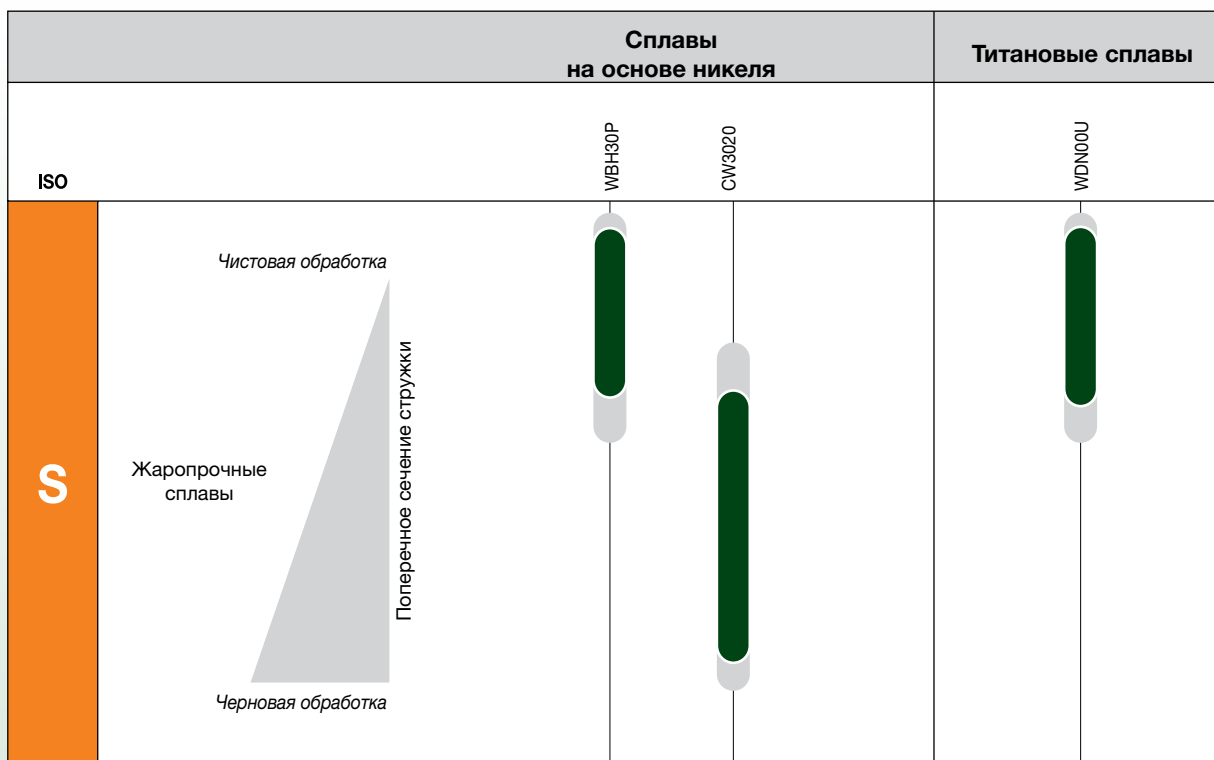 Сплавы
на основе никеля
Титановые сплавы
ISO
WBH30P
CW3020
WDN00U
S
Жаропрочные
сплавы
Чистовая обработка
Поперечное сечение стружки
Черновая обработка